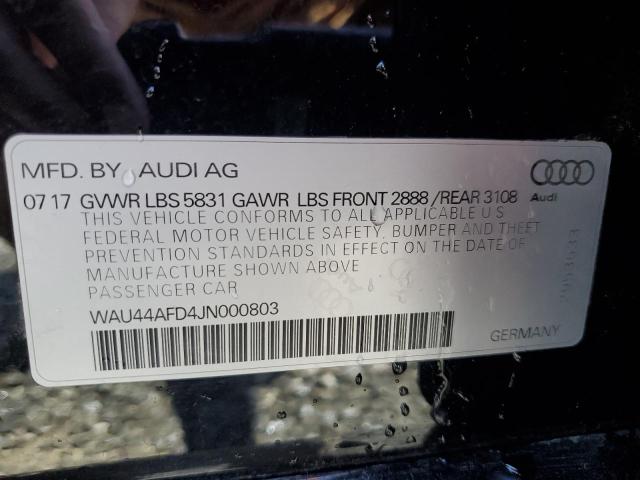 MFD. BY AUDI AG
07 17 GVWR LBS 5831 GAWR LBS FRONT 2888 /REAR 3108
Audi
THIS VEHICLE CONFORMS TO ALL APPLICABLE U S
FEDERAL MOTOR VEHICLE SAFETY, BUMPER AND THEFT
PREVENTION STANDARDS IN EFFECT ON THE DATE OF
MANUFACTURE SHOWN ABOVE
PASSENGER CAR
WAU44AFD4JN000803
GERMANY